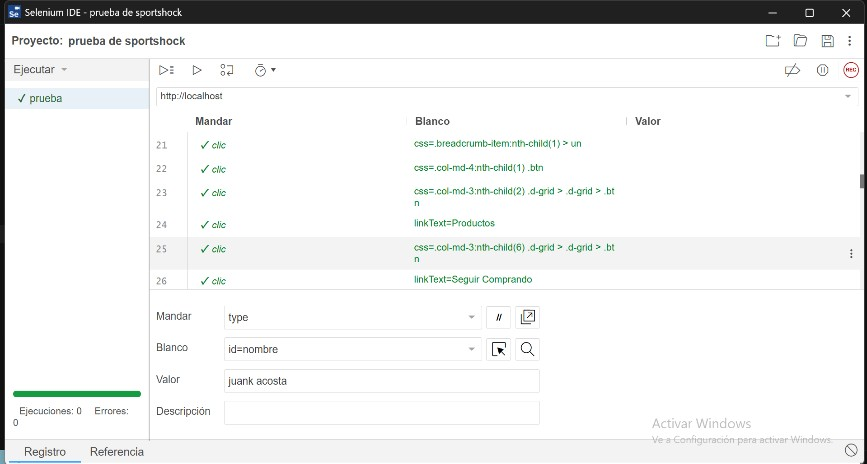 Selenium IDE - prueba de sportshock
Proyecto: prueba de sportshock
Ejecutar
REC
✓ prueba
http://localhost
Mandar Blanco Valor
21 ✓ clic css=.breadcrumb-item:nth-child(1) > un
22 ✓ clic css=.col-md-4:nth-child(1) .btn
23 ✓ clic css=.col-md-3:nth-child(2) .d-grid > .d-grid > .bt
n
24 ✓ clic linkText=Productos
25 ✓ clic css=.col-md-3:nth-child(6) .d-grid > .d-grid > .bt
n
26 ✓ clic linkText=Seguir Comprando
Mandar type //
Blanco id=nombre
Valor juank acosta
Descripción
Ejecuciones: 0 Errores:
0
Activar Windows
Ve a Configuración para activar Windows.
Registro Referencia